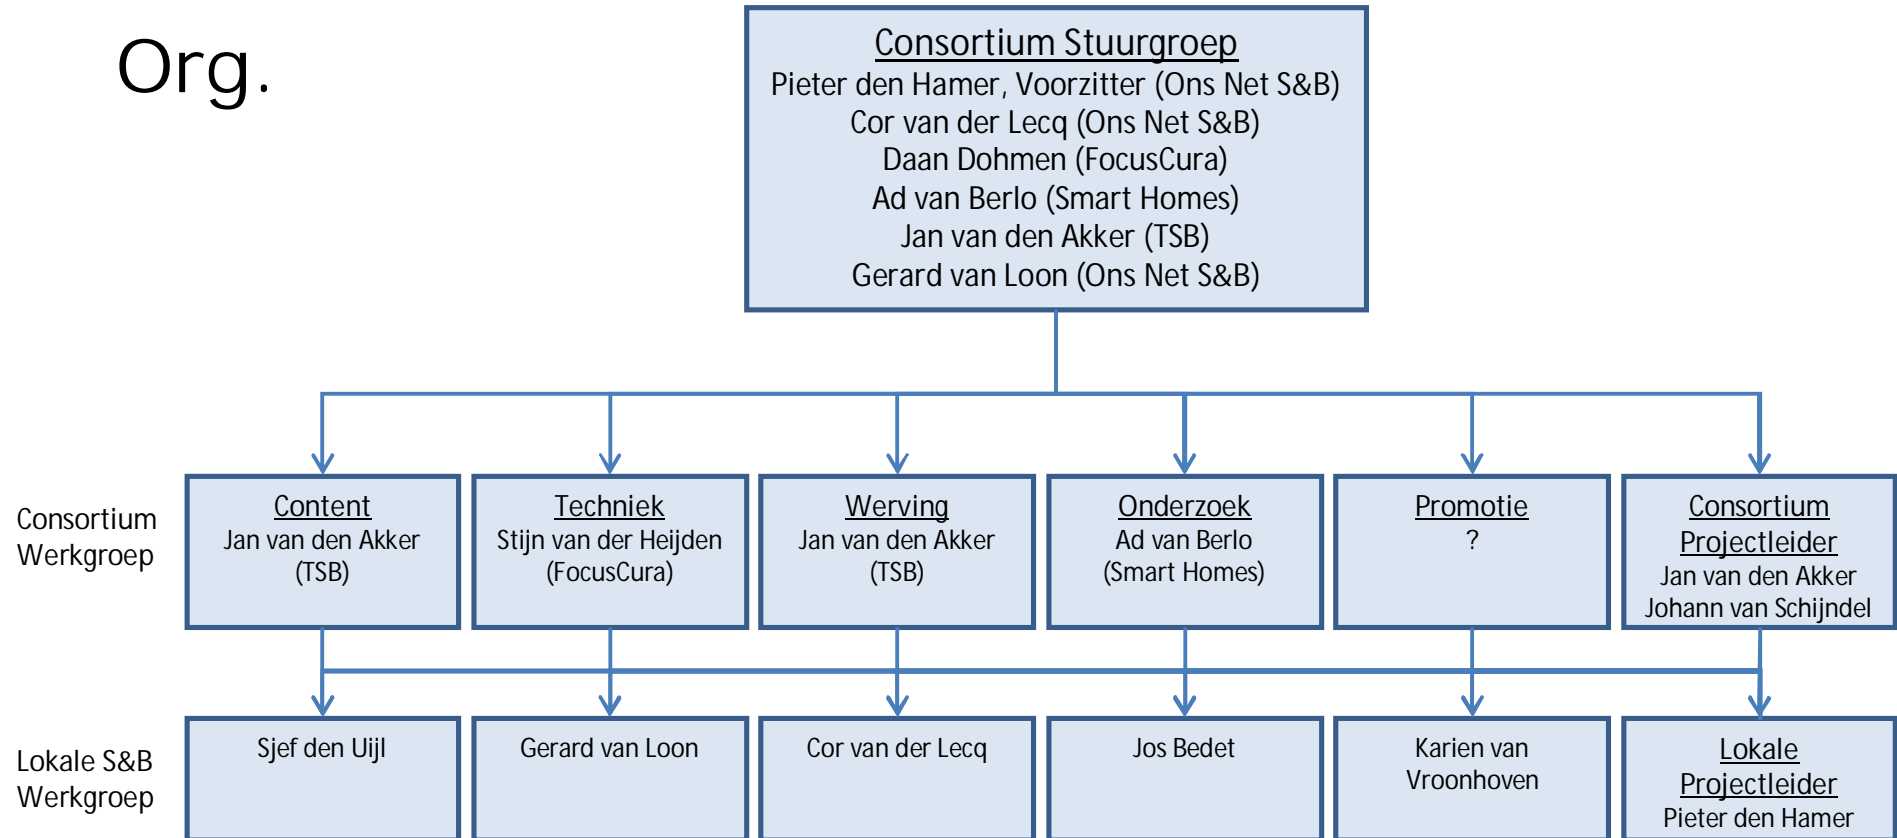 Org.
Consortium Stuurgroep
Pieter den Hamer, Voorzitter (Ons Net S&B)
Cor van der Lecq (Ons Net S&B)
Daan Dohmen (FocusCura)
Ad van Berlo (Smart Homes)
Jan van den Akker (TSB)
Gerard van Loon (Ons Net S&B)
Consortium
Werkgroep
Content
Jan van den Akker
(TSB)
Techniek
Stijn van der Heijden
(FocusCura)
Werving
Jan van den Akker
(TSB)
Onderzoek
Ad van Berlo
(Smart Homes)
Promotie
?
Consortium
Projectleider
Jan van den Akker
Johann van Schijndel
Lokale S&B
Werkgroep
Sjef den Uijl
Gerard van Loon
Cor van der Lecq
Jos Bedet
Karien van
Vroonhoven
Lokale
Projectleider
Pieter den Hamer